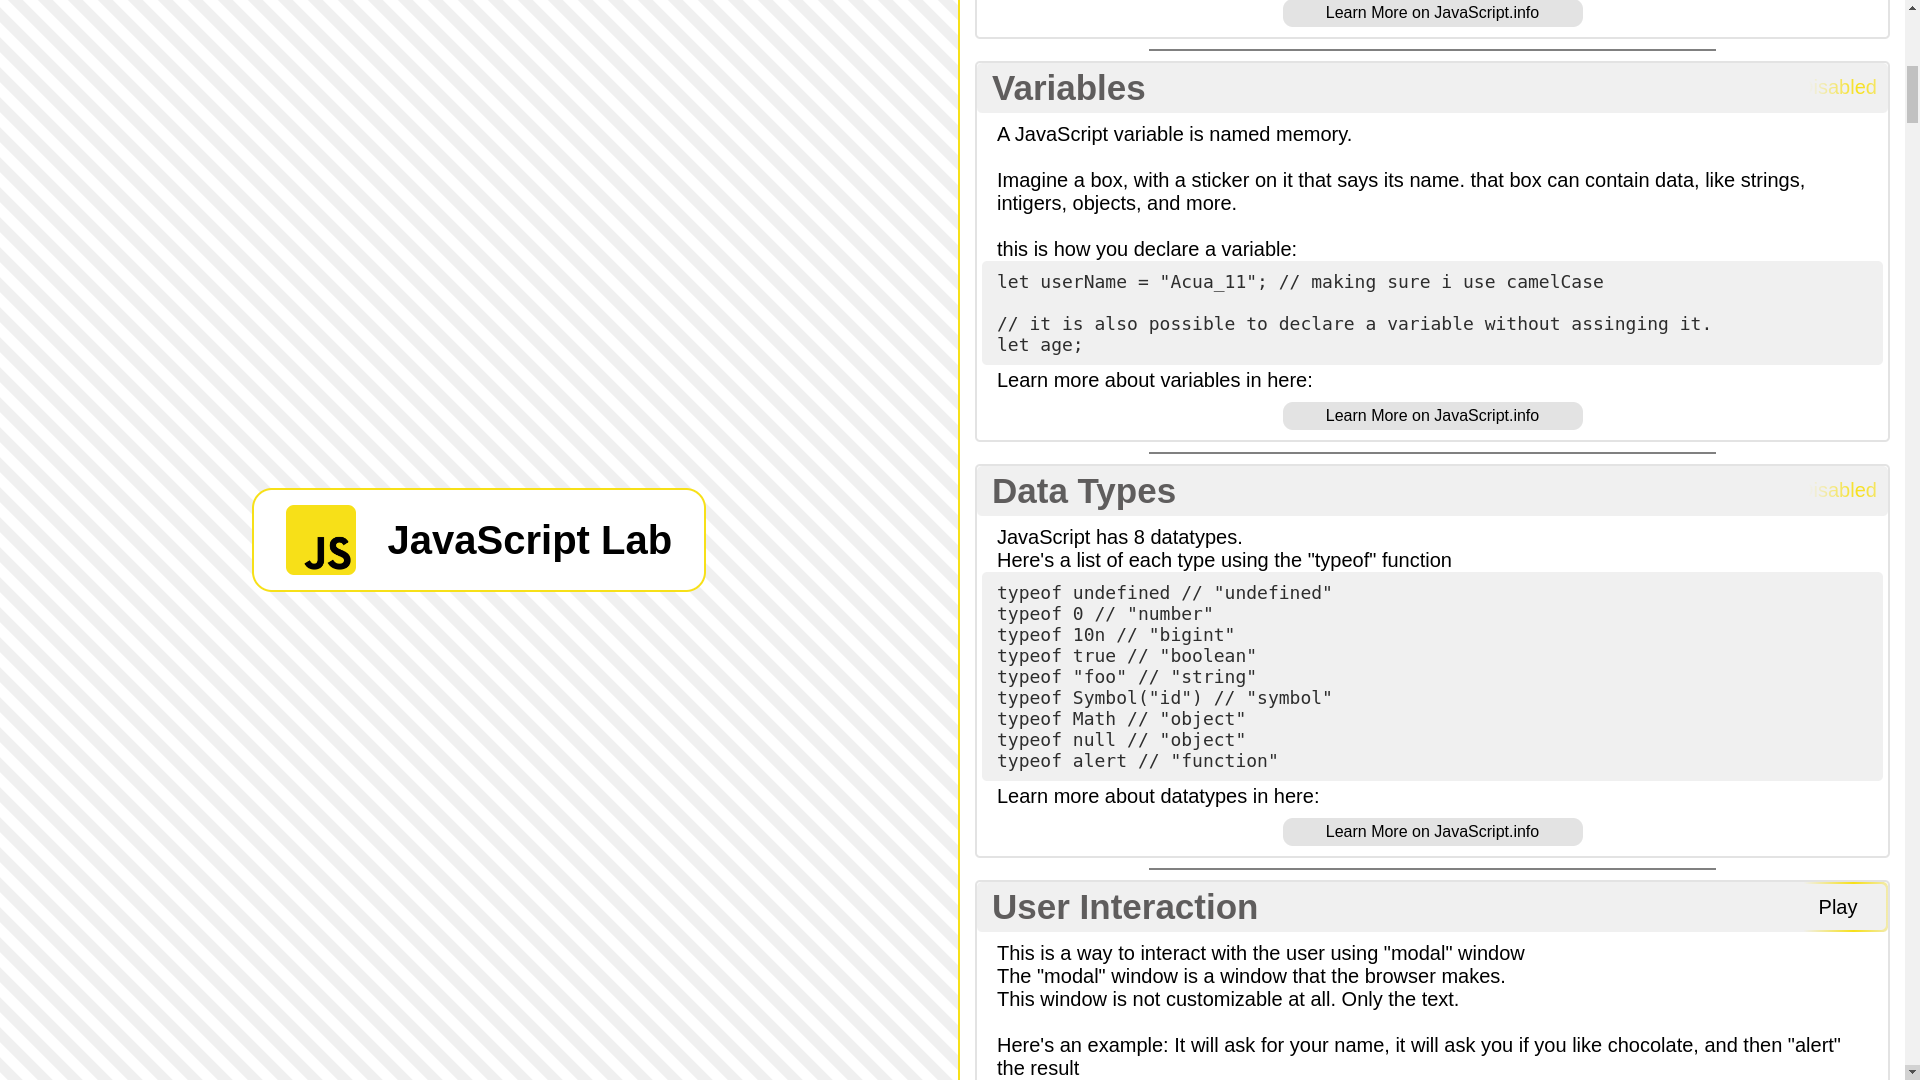 Learn More on JavaScript.info
Variables
sabled
A JavaScript variable is named memory.
Imagine a box, with a sticker on it that says its name. that box can contain data, like strings,
intigers, objects, and more.
this is how you declare a variable:
let userName = "Acua_11"; // making sure i use camelCase
// it is also possible to declare a variable without assinging it.
let age;
Learn more about variables in here:
Learn More on JavaScript.info
Data Types
sabled
JavaScript has 8 datatypes.
Here's a list of each type using the "typeof" function
typeof undefined // "undefined"
typeof 0 // "number"
typeof 10n // "bigint"
typeof true // "boolean"
typeof "foo" // "string"
typeof Symbol("id") // "symbol"
typeof Math // "object"
typeof null // "object"
typeof alert // "function"
Learn more about datatypes in here:
Learn More on JavaScript.info
User Interaction
Play
This is a way to interact with the user using "modal" window
The "modal" window is a window that the browser makes.
This window is not customizable at all. Only the text.
Here's an example: It will ask for your name, it will ask you if you like chocolate, and then "alert"
the result
JS
JavaScript Lab